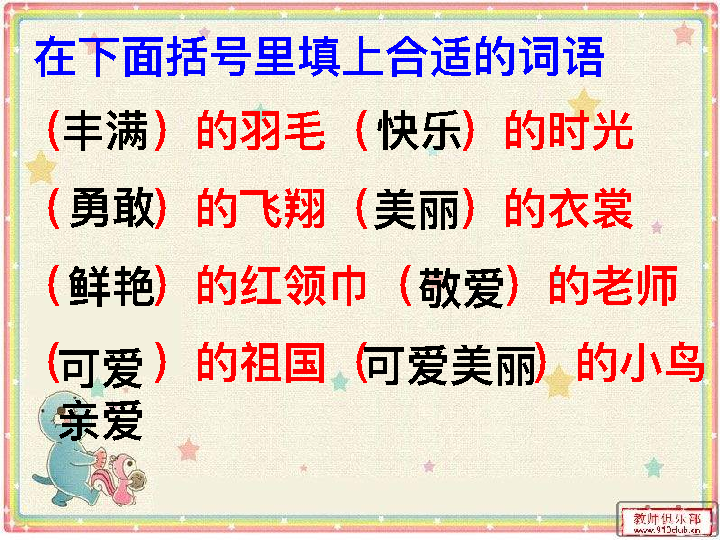 在下面括号里填上合适的词语
（丰满）的羽毛（快乐）的时光
（勇敢）的飞翔（美丽）的衣裳
（鲜艳）的红领巾（敬爱）的老师
（可爱）的祖国（可爱美丽）的小鸟
亲爱
教师俱乐部
www.910club.cn